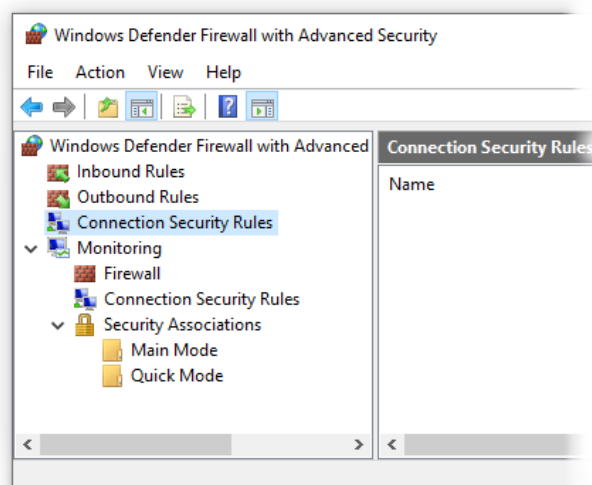 Windows Defender Firewall with Advanced Security
File Action View Help
Windows Defender Firewall with Advanced
Inbound Rules
Outbound Rules
Connection Security Rules
Monitoring
Firewall
Connection Security Rules
Security Associations
Main Mode
Quick Mode
Connection Security Rules
Name